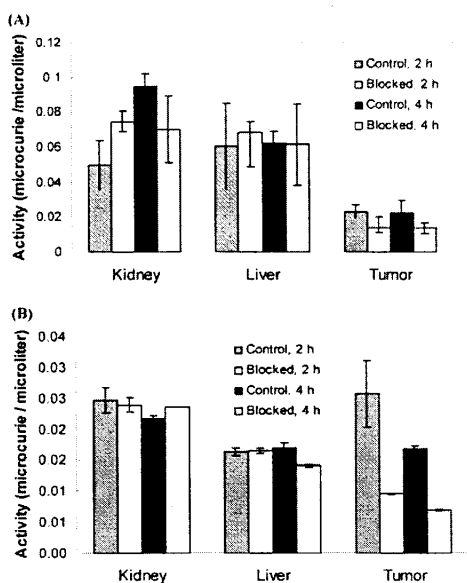 (A)
Activity (microcurie /microliter)
0.12
0.1
0.08
0.06
0.04
0.02
0
Control, 2 h
Blocked, 2 h
Control, 4 h
Blocked, 4 h
Kidney Liver Tumor
(B)
Activity (microcurie / microliter)
0.04
0.03
0.03
0.02
0.02
0.01
0.01
0.00
Control, 2 h
Blocked, 2 h
Control, 4 h
Blocked, 4 h
Kidney Liver Tumor